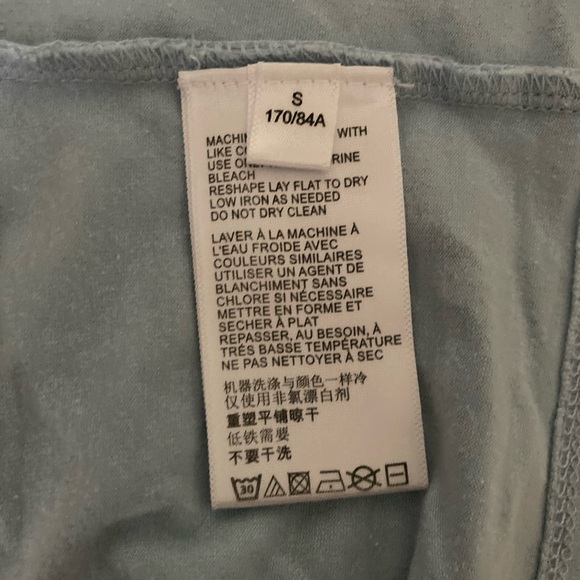 S
170/84A
WITH
LIKE
USE
BLEACH
RESHAPE LAY FLAT TO DRY
LOW IRON AS NEEDED
DO NOT DRY CLEAN
LAVER À LA MACHINE À
L'EAU FROIDE AVEC
COULEURS SIMILAIRES
UTILISER UN AGENT DE
BLANCHIMENT SANS
CHLORE SI NÉCESSAIRE
METTRE EN FORME ET
SECHER À PLAT
REPASSER, AU BESOIN, À
TRÉS BASSE TEMPÉRATURE
NE PAS NETTOYER À SEC
机器洗涤与颜色一样冷
仅使用非氯漂白剂
重塑平铺晾干
低铁需要
不要干洗
30